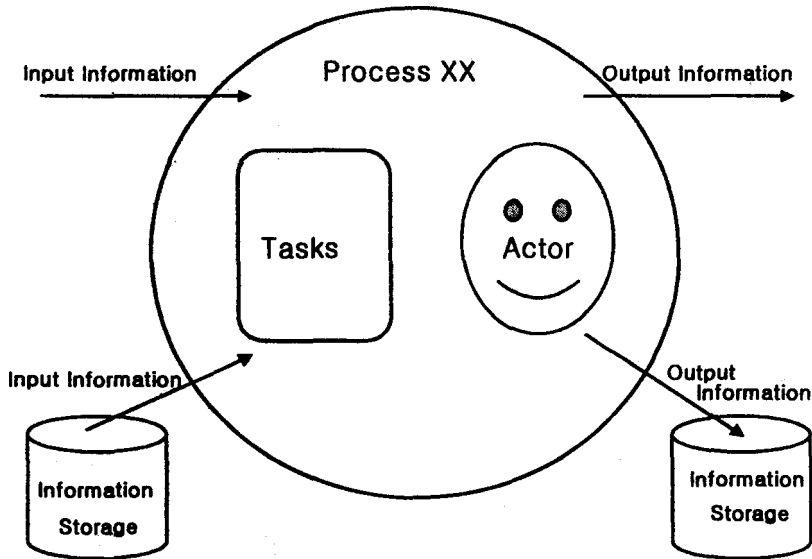 Input Information
Process XX
Output Information
Tasks
Actor
Input Information
Output
Information
Information
Storage
Information
Storage